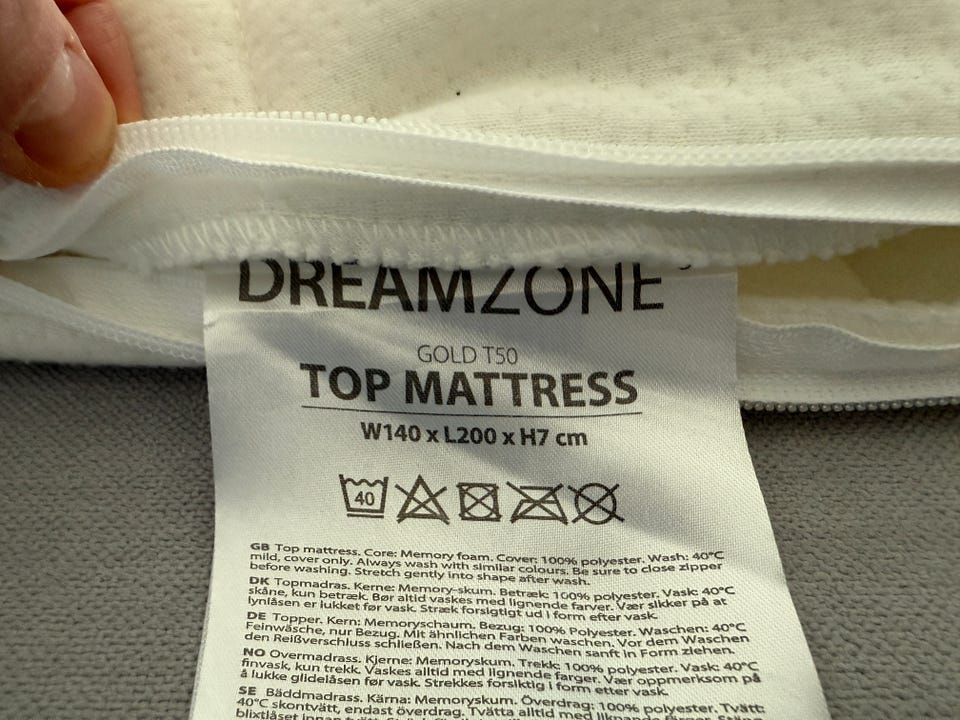 DREAMZONE
GOLD T50
TOP MATTRESS
W140 x L200 x H7 cm
40
GB Top mattress. Core: Memory foam. Cover: 100% polyester. Wash: 40°C
mild, cover only. Always wash with similar colours. Be sure to close zipper
before washing. Stretch gently into shape after wash.
DK Topmadras. Kerne: Memory-skum. Betræk: 100% polyester. Vask: 40°C
skåne, kun betræk. Bør altid vaskes med lignende farver. Vær sikker på at
lynlåsen er lukket før vask. Stræk forsigtigt ud i form efter vask.
DE Topper. Kern: Memoryschaum. Bezug: 100% Polyester. Waschen: 40°C
Feinwäsche, nur Bezug. Mit ähnlichen Farben waschen. Vor dem Waschen
den Reißverschluss schließen. Nach dem Waschen sanft in Form ziehen.
NO Overmadrass. Kjerne: Memoryskum. Trekk: 100% polyester. Vask: 40°C
finvask, kun trekk. Vaskes alltid med lignende farger. Vær oppmerksom på
å lukke glidelåsen før vask. Strekkes forsiktig i form etter vask.
SE Bäddmadrass. Kärna: Memoryskum. Överdrag: 100% polyester. Tvätt:
40°C skontvätt, endast överdrag. Tvätta alltid med liknande färger. Stäng
blixtlåset innan tvätt.